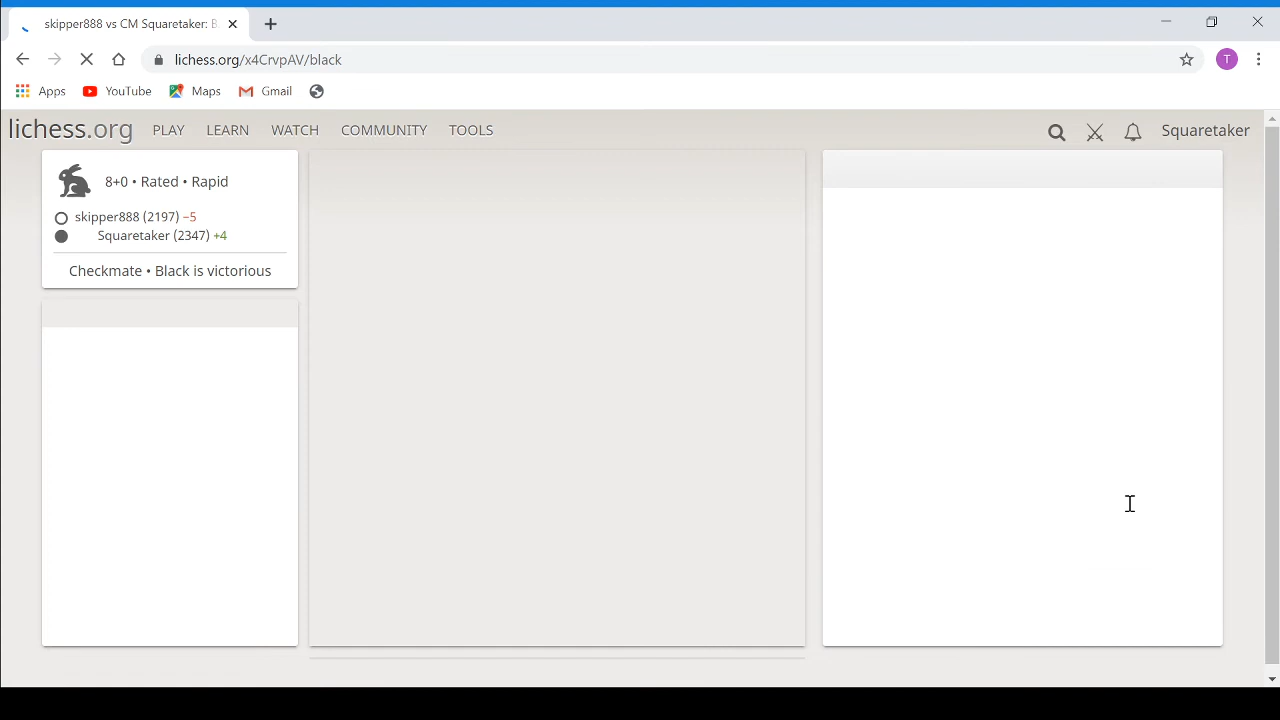 skipper888 vs CM Squaretaker: B
lichess.org/x4CrvpAV/black
T
Apps YouTube Maps Gmail
lichess.org PLAY LEARN WATCH COMMUNITY TOOLS Squaretaker
8+0 • Rated • Rapid
skipper888 (2197) −5
Squaretaker (2347) +4
Checkmate • Black is victorious